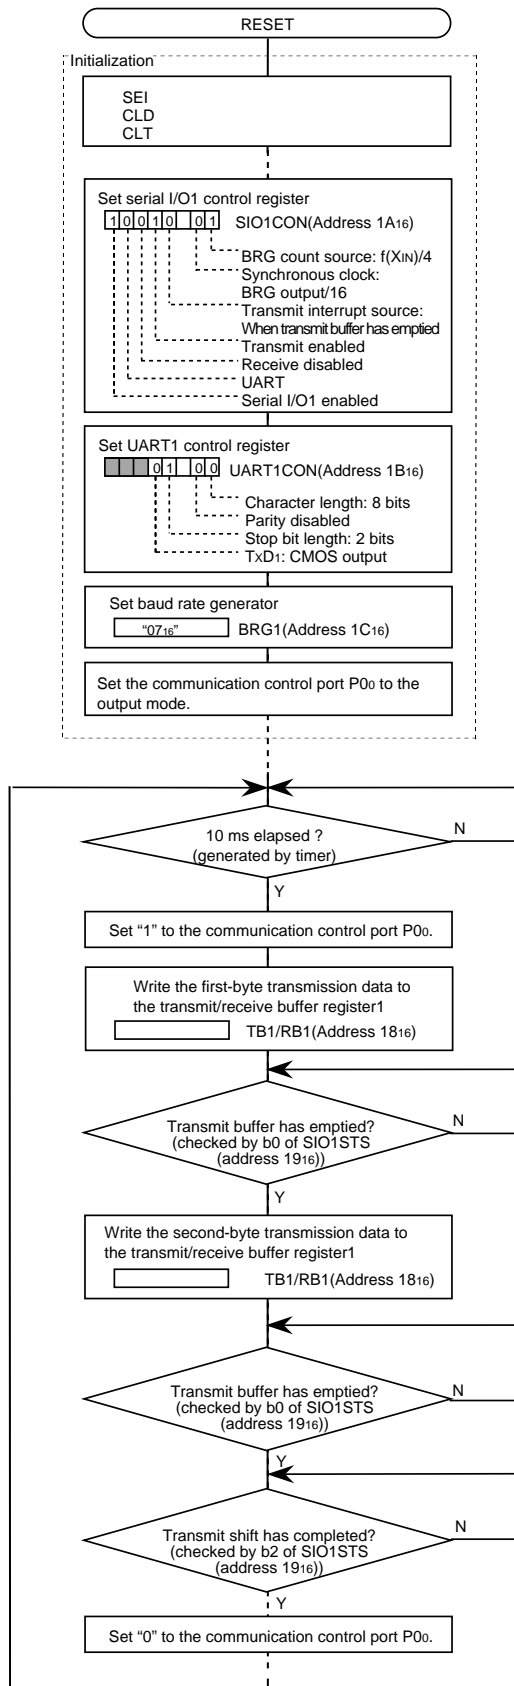 RESET
Initialization
SEI
CLD
CLT
Set serial I/O1 control register
1 0 0 1 0 0 1 SIO1CON(Address 1A16)
BRG count source: f(XIN)/4
Synchronous clock:
BRG output/16
Transmit interrupt source:
When transmit buffer has emptied
Transmit enabled
Receive disabled
UART
Serial I/O1 enabled
Set UART1 control register
0 1 0 0 UART1CON(Address 1B16)
Character length: 8 bits
Parity disabled
Stop bit length: 2 bits
TxD1: CMOS output
Set baud rate generator
“0716” BRG1(Address 1C16)
Set the communication control port P00 to the
output mode.
10 ms elapsed ?
(generated by timer)
N
Y
Set “1” to the communication control port P00.
Write the first-byte transmission data to
the transmit/receive buffer register1
TB1/RB1(Address 1816)
Transmit buffer has emptied?
(checked by b0 of SIO1STS
(address 1916))
N
Y
Write the second-byte transmission data to
the transmit/receive buffer register1
TB1/RB1(Address 1816)
Transmit buffer has emptied?
(checked by b0 of SIO1STS
(address 1916))
N
Y
Transmit shift has completed?
(checked by b2 of SIO1STS
(address 1916))
N
Y
Set “0” to the communication control port P00.